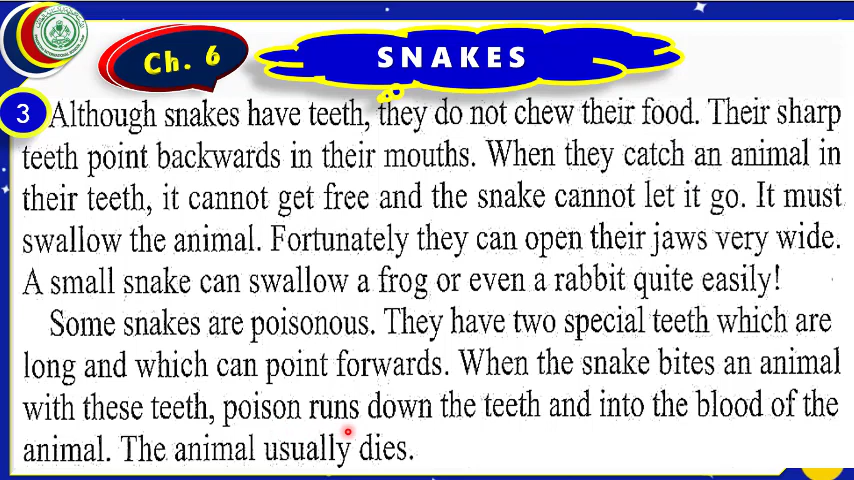 Ch. 6
SNAKES
3
Although snakes have teeth, they do not chew their food. Their sharp
teeth point backwards in their mouths. When they catch an animal in
their teeth, it cannot get free and the snake cannot let it go. It must
swallow the animal. Fortunately they can open their jaws very wide.
A small snake can swallow a frog or even a rabbit quite easily!
Some snakes are poisonous. They have two special teeth which are
long and which can point forwards. When the snake bites an animal
with these teeth, poison runs down the teeth and into the blood of the
animal. The animal usually dies.